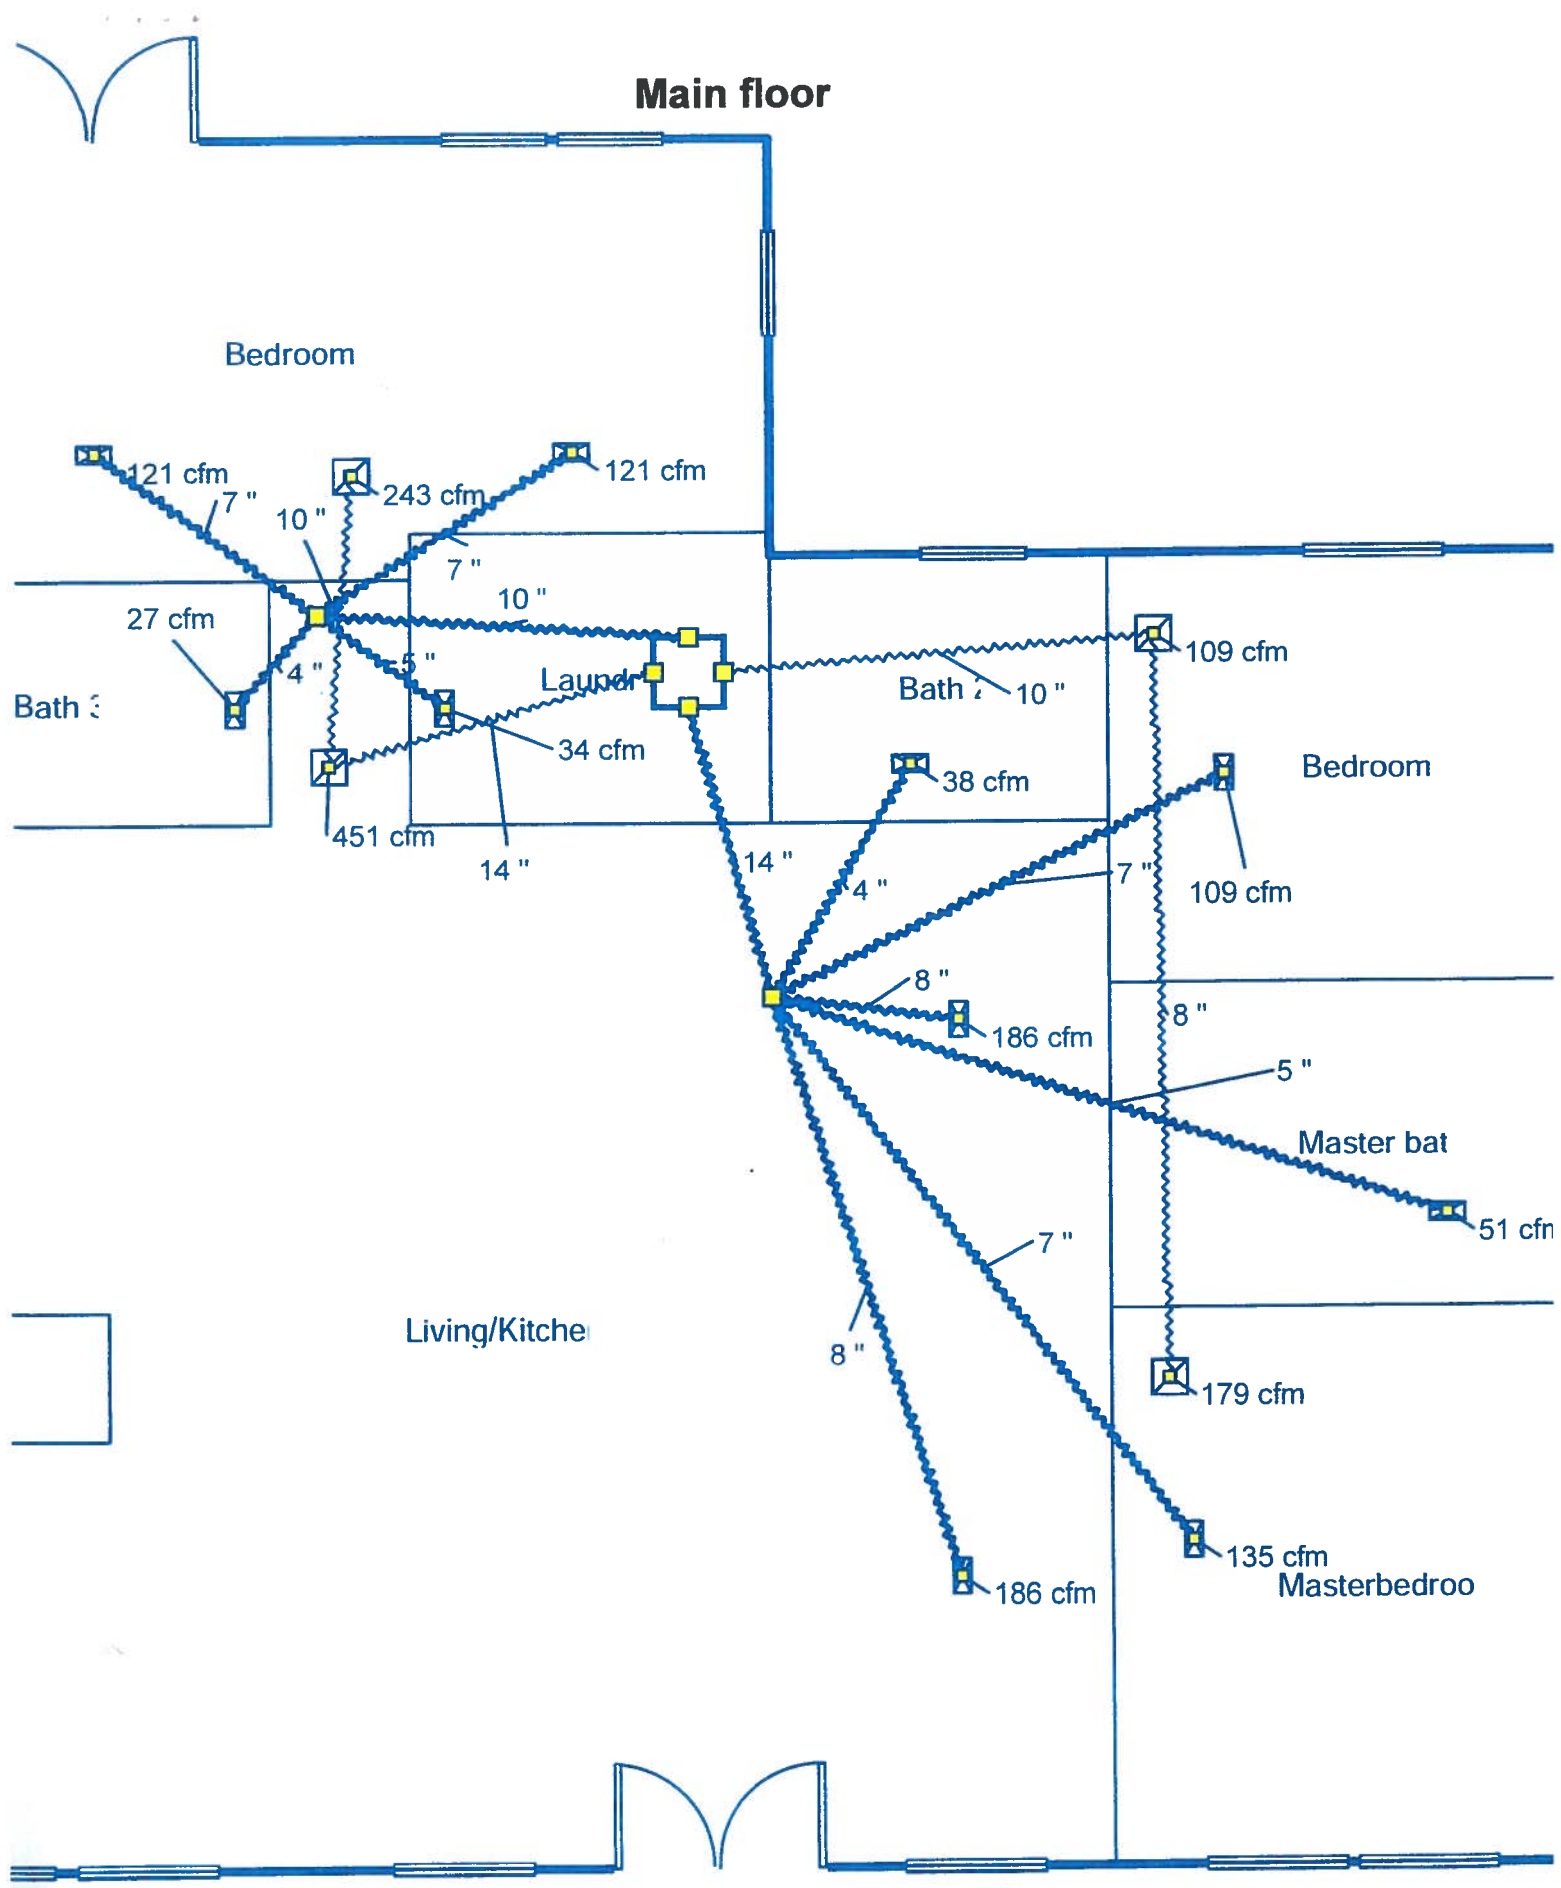 Main floor
Bedroom
121 cfm
7 "
243 cfm
121 cfm
10 "
7 "
10 "
27 cfm
4 "
5 "
Laundr
109 cfm
Bath
10 "
Bath 3
34 cfm
38 cfm
Bedroom
451 cfm
14 "
14 "
4 "
7 "
109 cfm
8 "
186 cfm
8 "
5 "
Master bat
51 cfn
7 "
Living/Kitche
8 "
179 cfm
135 cfm
Masterbedroo
186 cfm